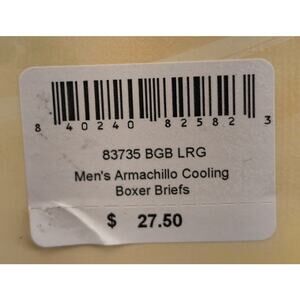 8 40240 82582 3
83735 BGB LRG
Men's Armachillo Cooling
Boxer Briefs
$ 27.50